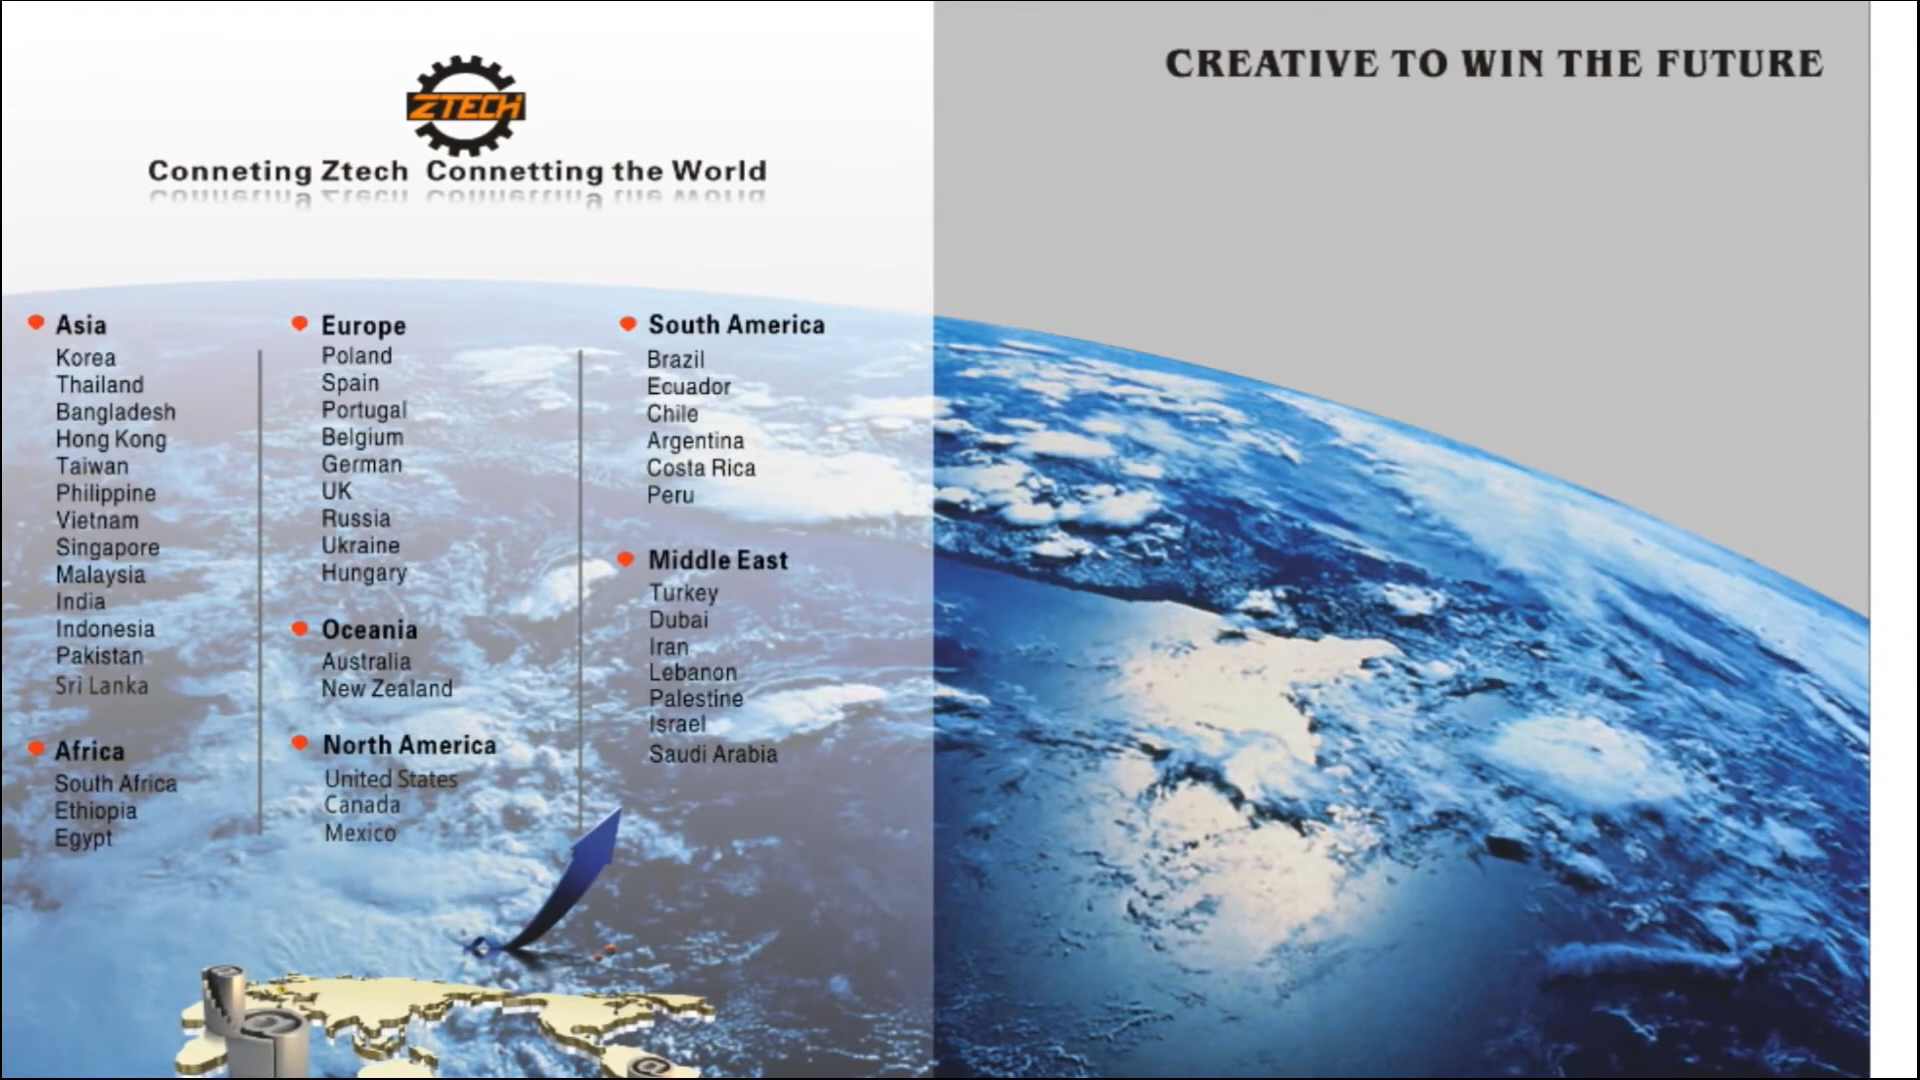 CREATIVE TO WIN THE FUTURE
ZTECH
Conneting Ztech Connetting the World
Asia
Korea
Thailand
Bangladesh
Hong Kong
Taiwan
Philippine
Vietnam
Singapore
Malaysia
India
Indonesia
Pakistan
Sri Lanka
Africa
South Africa
Ethiopia
Egypt
Europe
Poland
Spain
Portugal
Belgium
German
UK
Russia
Ukraine
Hungary
Oceania
Australia
New Zealand
North America
United States
Canada
Mexico
South America
Brazil
Ecuador
Chile
Argentina
Costa Rica
Peru
Middle East
Turkey
Dubai
Iran
Lebanon
Palestine
Israel
Saudi Arabia
@
@
@